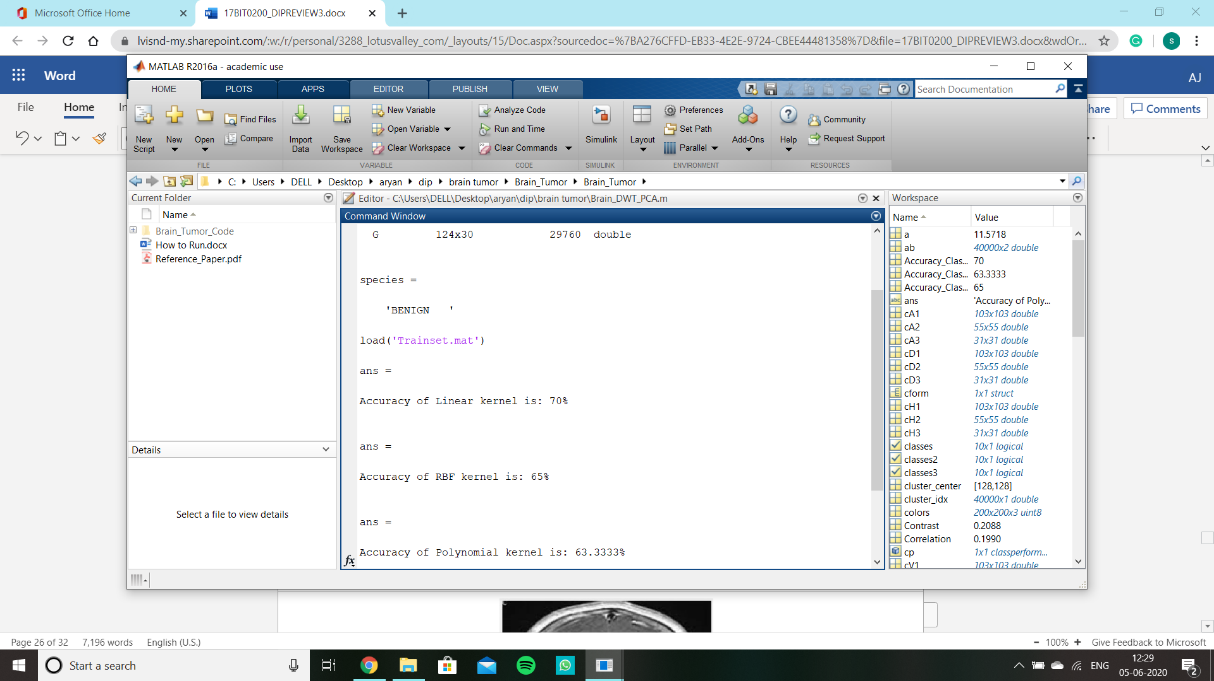 Microsoft Office Home
17BIT0200_DIPREVIEW3.docx
lvisnd-my.sharepoint.com/:w:/r/personal/3288_lotusvalley_com/_layouts/15/Doc.aspx?sourcedoc=%7BA276CFFD-EB33-4E2E-9724-CBEE44481358%7D&file=17BIT0200_DIPREVIEW3.docx&wdOr...
S
Word
AJ
File Home In
hare Comments
MATLAB R2016a - academic use
HOME PLOTS APPS EDITOR PUBLISH VIEW
Search Documentation
New Script
New
Open
Find Files
Compare
Import Data
Save Workspace
New Variable
Open Variable
Clear Workspace
Analyze Code
Run and Time
Clear Commands
Simulink
Layout
Preferences
Set Path
Parallel
Add-Ons
Help
Community
Request Support
FILE VARIABLE CODE SIMULINK ENVIRONMENT RESOURCES
C: Users DELL Desktop aryan dip brain tumor Brain_Tumor Brain_Tumor
Current Folder
Name
Brain_Tumor_Code
How to Run.docx
Reference_Paper.pdf
Details
Select a file to view details
Editor - C:\Users\DELL\Desktop\aryan\dip\brain tumor\Brain_DWT_PCA.m
Command Window
G 124x30 29760 double
species =
'BENIGN '
load('Trainset.mat')
ans =
Accuracy of Linear kernel is: 70%
ans =
Accuracy of RBF kernel is: 65%
ans =
Accuracy of Polynomial kernel is: 63.3333%
fx
Workspace
Name Value
a 11.5718
ab 40000x2 double
Accuracy_Clas... 70
Accuracy_Clas... 63.3333
Accuracy_Clas... 65
ans 'Accuracy of Poly...
cA1 103x103 double
cA2 55x55 double
cA3 31x31 double
cD1 103x103 double
cD2 55x55 double
cD3 31x31 double
cform 1x1 struct
cH1 103x103 double
cH2 55x55 double
cH3 31x31 double
classes 10x1 logical
classes2 10x1 logical
classes3 10x1 logical
cluster_center [128,128]
cluster_idx 40000x1 double
colors 200x200x3 uint8
Contrast 0.2088
Correlation 0.1990
cp 1x1 classperform...
cV1 103x103 double
Page 26 of 32 7,196 words English (U.S.)
100% Give Feedback to Microsoft
Start a search
ENG
12:29
05-06-2020
2